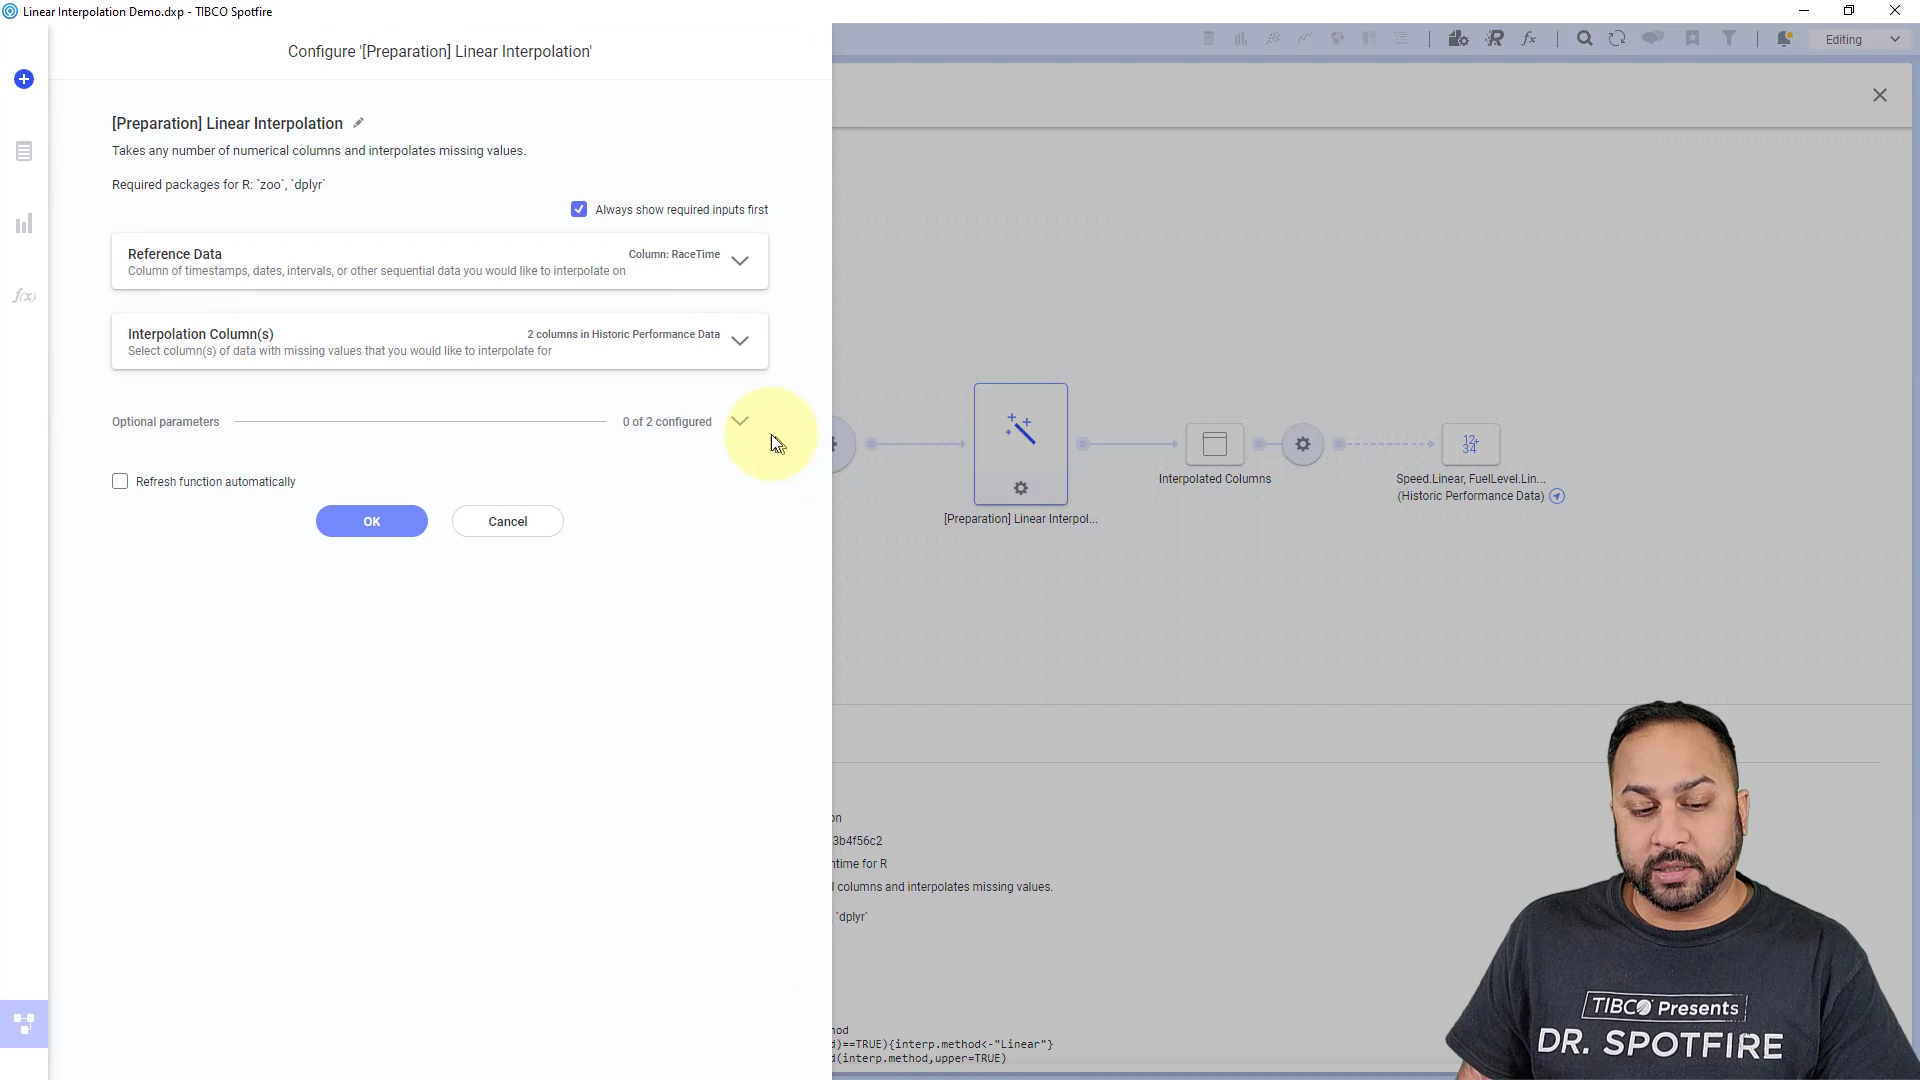 Linear Interpolation Demo.dxp - TIBCO Spotfire
Configure '[Preparation] Linear Interpolation'
Editing
[Preparation] Linear Interpolation
Takes any number of numerical columns and interpolates missing values.
Required packages for R: `zoo`, `dplyr`
Always show required inputs first
Reference Data
Column: RaceTime
Column of timestamps, dates, intervals, or other sequential data you would like to interpolate on
Interpolation Column(s)
2 columns in Historic Performance Data
Select column(s) of data with missing values that you would like to interpolate for
Optional parameters
0 of 2 configured
Refresh function automatically
OK
Cancel
f(x)
R
fx
[Preparation] Linear Interpol...
Interpolated Columns
12+
34
Speed.Linear, FuelLevel.Lin...
(Historic Performance Data)
on
3b4f56c2
ntime for R
columns and interpolates missing values.
`dplyr`
od
)==TRUE){interp.method<-"Linear"}
(interp.method,upper=TRUE)
TIBCO Presents
DR. SPOTFIRE